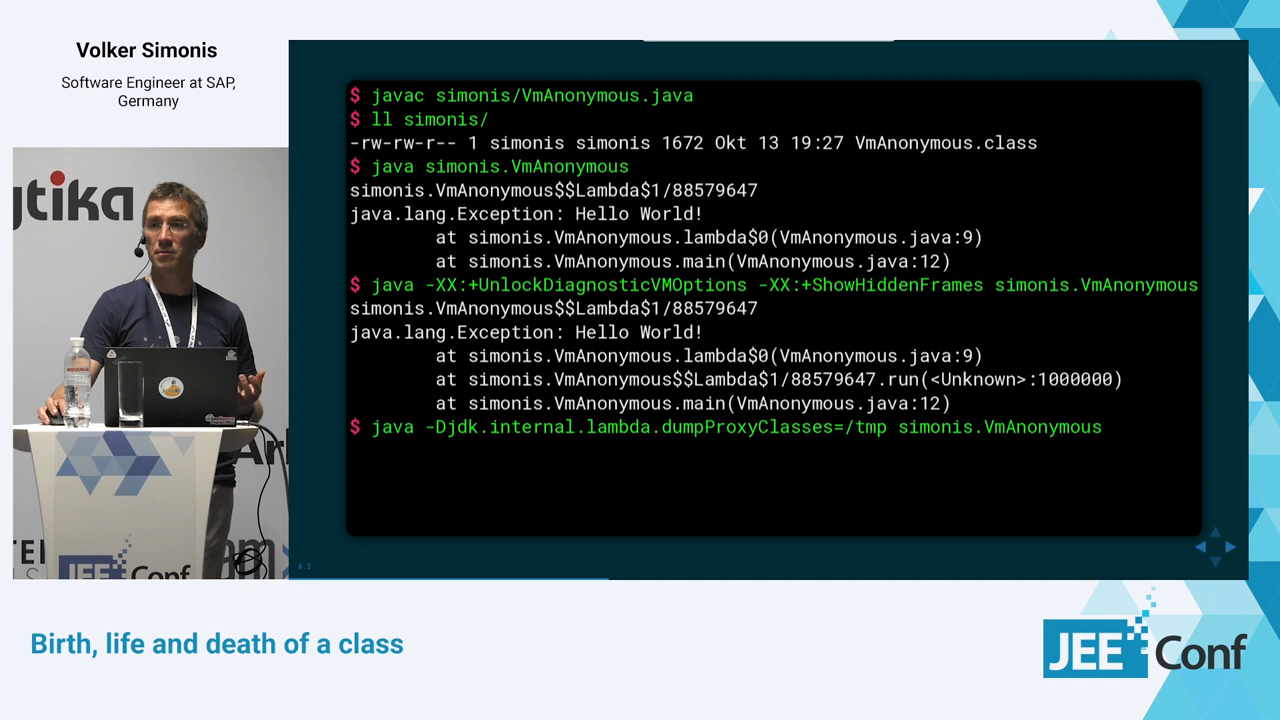 Volker Simonis
Software Engineer at SAP,
Germany
ytika
$ javac simonis/VmAnonymous.java
$ ll simonis/
-rw-rw-r-- 1 simonis simonis 1672 Okt 13 19:27 VmAnonymous.class
$ java simonis.VmAnonymous
simonis.VmAnonymous$$Lambda$1/88579647
java.lang.Exception: Hello World!
at simonis.VmAnonymous.lambda$0(VmAnonymous.java:9)
at simonis.VmAnonymous.main(VmAnonymous.java:12)
$ java -XX:+UnlockDiagnosticVMOptions -XX:+ShowHiddenFrames simonis.VmAnonymous
simonis.VmAnonymous$$Lambda$1/88579647
java.lang.Exception: Hello World!
at simonis.VmAnonymous.lambda$0(VmAnonymous.java:9)
at simonis.VmAnonymous$$Lambda$1/88579647.run(<Unknown>:1000000)
at simonis.VmAnonymous.main(VmAnonymous.java:12)
$ java -Djdk.internal.lambda.dumpProxyClasses=/tmp simonis.VmAnonymous
6.2
JEE Conf
Birth, life and death of a class
JEE Conf